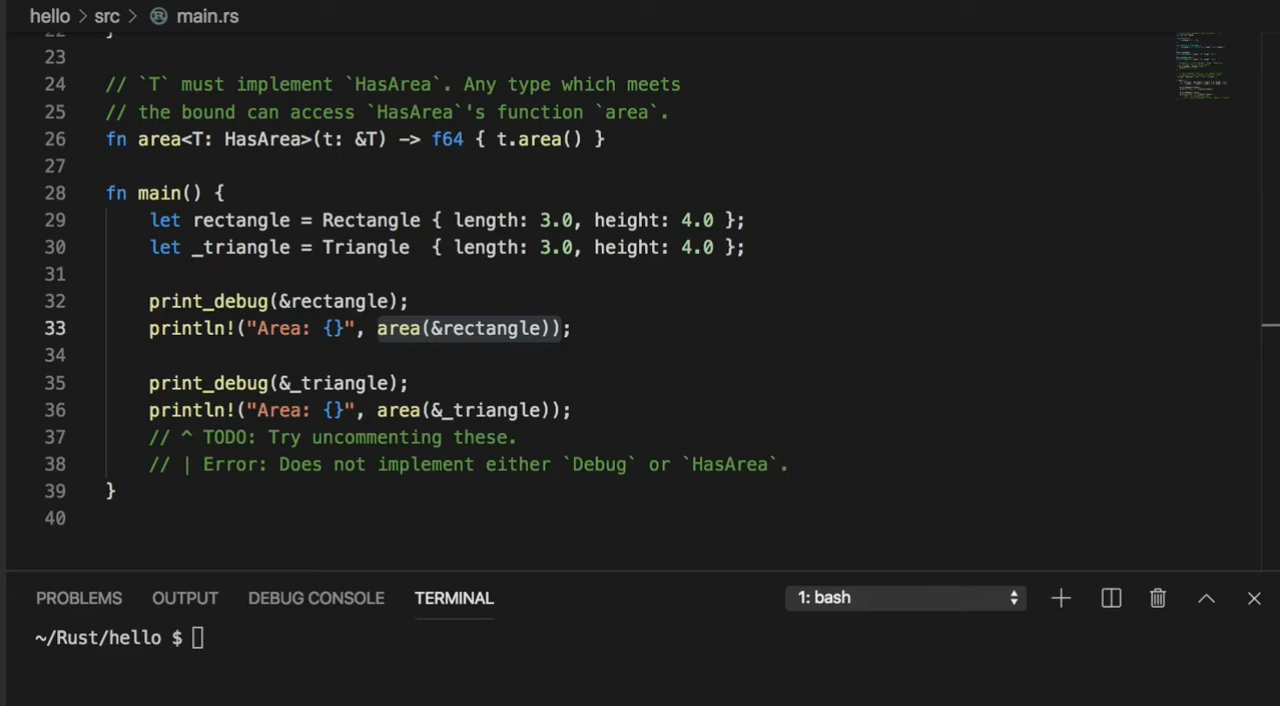 hello > src > main.rs
22 }
23
24 // `T` must implement `HasArea`. Any type which meets
25 // the bound can access `HasArea`'s function `area`.
26 fn area<T: HasArea>(t: &T) -> f64 { t.area() }
27
28 fn main() {
29 let rectangle = Rectangle { length: 3.0, height: 4.0 };
30 let _triangle = Triangle  { length: 3.0, height: 4.0 };
31
32 print_debug(&rectangle);
33 println!("Area: {}", area(&rectangle));
34
35 print_debug(&_triangle);
36 println!("Area: {}", area(&_triangle));
37 // ^ TODO: Try uncommenting these.
38 // | Error: Does not implement either `Debug` or `HasArea`.
39 }
40
PROBLEMS OUTPUT DEBUG CONSOLE TERMINAL 1: bash
~/Rust/hello $